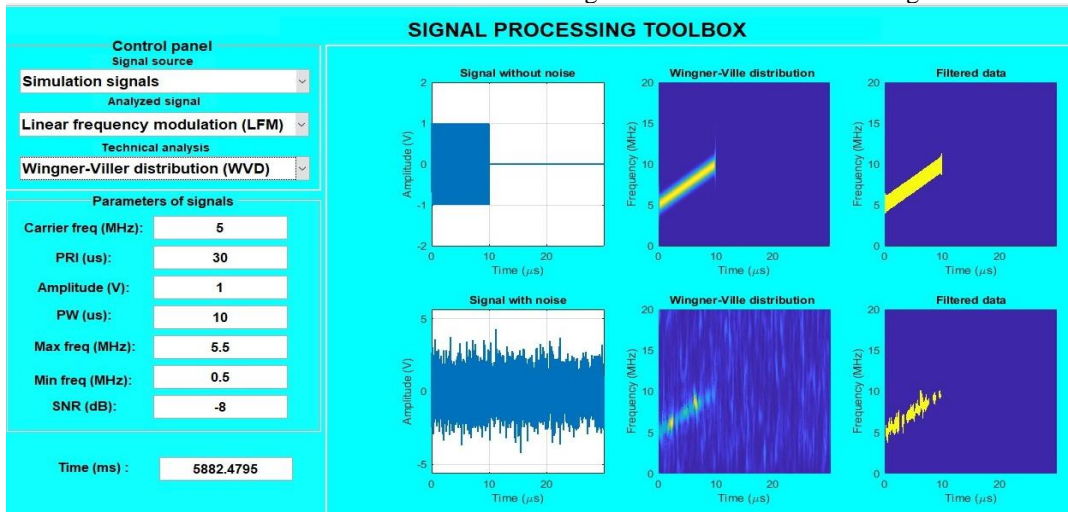 SIGNAL PROCESSING TOOLBOX
Control panel
Signal source
Simulation signals
Analyzed signal
Linear frequency modulation (LFM)
Technical analysis
Wingner-Viller distribution (WVD)
Parameters of signals
Carrier freq (MHz): 5
PRI (us): 30
Amplitude (V): 1
PW (us): 10
Max freq (MHz): 5.5
Min freq (MHz): 0.5
SNR (dB): -8
Time (ms) : 5882.4795
Signal without noise
Amplitude (V)
2
1
0
-1
-2
0 10 20
Time (μs)
Wingner-Ville distribution
Frequency (MHz)
20
15
10
5
0
0 10 20
Time (μs)
Filtered data
Frequency (MHz)
20
15
10
5
0
0 10 20
Time (μs)
Signal with noise
Amplitude (V)
5
0
-5
0 10 20
Time (μs)
Wingner-Ville distribution
Frequency (MHz)
20
15
10
5
0
0 10 20
Time (μs)
Filtered data
Frequency (MHz)
20
15
10
5
0
0 10 20
Time (μs)